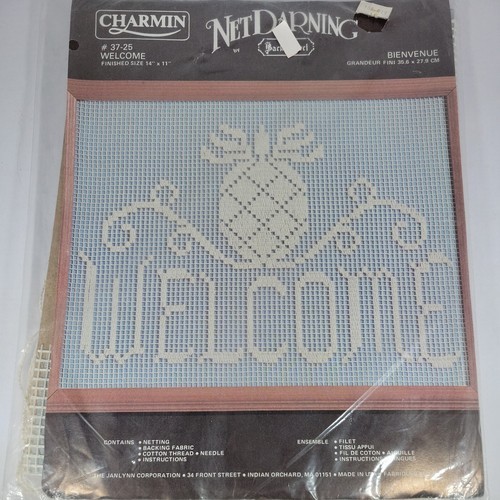 CHARMIN
NETDARNING
BY
# 37-25
WELCOME
FINISHED SIZE 14" x 11"
BIENVENUE
GRANDEUR FINI 35.6 x 27.9 CM
WELCOME
CONTAINS • NETTING
• BACKING FABRIC
• COTTON THREAD • NEEDLE
• INSTRUCTIONS
ENSEMBLE • FILET
• TISSU APPUI
• FIL DE COTON • AIGUILLE
• INSTRUCTIONS
THE JANLYNN CORPORATION • 34 FRONT STREET • INDIAN ORCHARD, MA 01151 • MADE IN